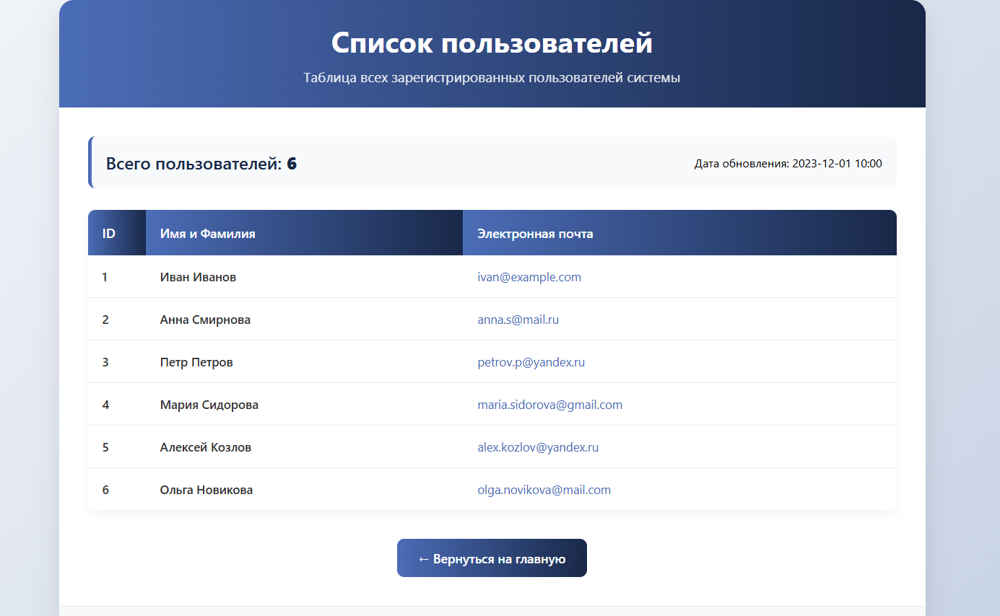 Список пользователей
Таблица всех зарегистрированных пользователей системы
Всего пользователей: 6 Дата обновления: 2023-12-01 10:00
ID Имя и Фамилия Электронная почта
1 Иван Иванов ivan@example.com
2 Анна Смирнова anna.s@mail.ru
3 Петр Петров petrov.p@yandex.ru
4 Мария Сидорова maria.sidorova@gmail.com
5 Алексей Козлов alex.kozlov@yandex.ru
6 Ольга Новикова olga.novikova@mail.com
← Вернуться на главную